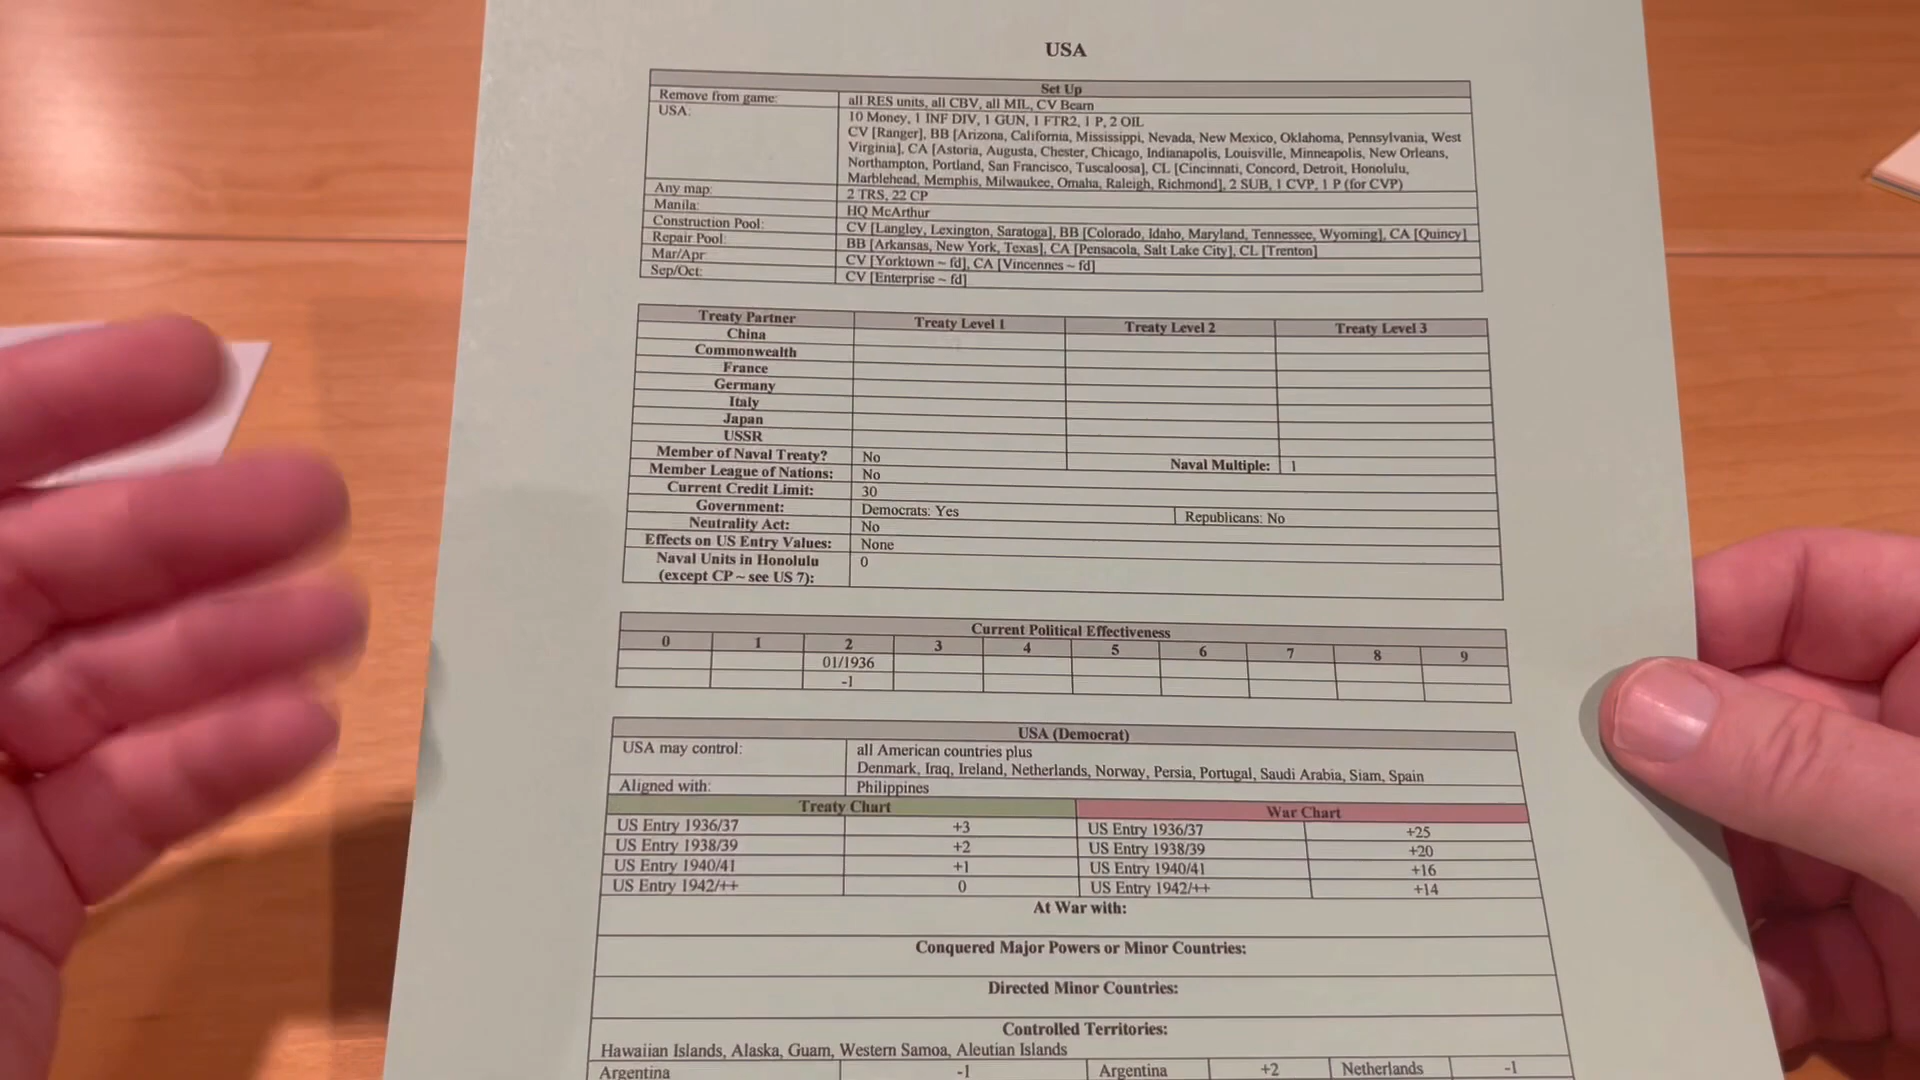 USA
Set Up
Remove from game: all RES units, all CBV, all MIL, CV Bearn
USA: 10 Money, 1 INF DIV, 1 GUN, 1 FTR2, 1 P, 2 OIL
CV [Ranger], BB [Arizona, California, Mississippi, Nevada, New Mexico, Oklahoma, Pennsylvania, West
Virginia], CA [Astoria, Augusta, Chester, Chicago, Indianapolis, Louisville, Minneapolis, New Orleans,
Northampton, Portland, San Francisco, Tuscaloosa], CL [Cincinnati, Concord, Detroit, Honolulu,
Marblehead, Memphis, Milwaukee, Omaha, Raleigh, Richmond], 2 SUB, 1 CVP, 1 P (for CVP)
Any map: 2 TRS, 22 CP
Manila: HQ McArthur
Construction Pool: CV [Langley, Lexington, Saratoga], BB [Colorado, Idaho, Maryland, Tennessee, Wyoming], CA [Quincy]
Repair Pool: BB [Arkansas, New York, Texas], CA [Pensacola, Salt Lake City], CL [Trenton]
Mar/Apr CV [Yorktown ~ fd], CA [Vincennes ~ fd]
Sep/Oct: CV [Enterprise ~ fd]
Treaty Partner Treaty Level 1 Treaty Level 2 Treaty Level 3
China
Commonwealth
France
Germany
Italy
Japan
USSR
Member of Naval Treaty? No Naval Multiple: 1
Member League of Nations: No
Current Credit Limit: 30
Government: Democrats: Yes Republicans: No
Neutrality Act: No
Effects on US Entry Values: None
Naval Units in Honolulu 0
(except CP ~ see US 7):
Current Political Effectiveness
0 1 2 3 4 5 6 7 8 9
01/1936
-1
USA (Democrat)
USA may control: all American countries plus
Denmark, Iraq, Ireland, Netherlands, Norway, Persia, Portugal, Saudi Arabia, Siam, Spain
Aligned with: Philippines
Treaty Chart War Chart
US Entry 1936/37 +3 US Entry 1936/37 +25
US Entry 1938/39 +2 US Entry 1938/39 +20
US Entry 1940/41 +1 US Entry 1940/41 +16
US Entry 1942/++ 0 US Entry 1942/++ +14
At War with:
Conquered Major Powers or Minor Countries:
Directed Minor Countries:
Controlled Territories:
Hawaiian Islands, Alaska, Guam, Western Samoa, Aleutian Islands
Argentina -1 Argentina +2 Netherlands -1